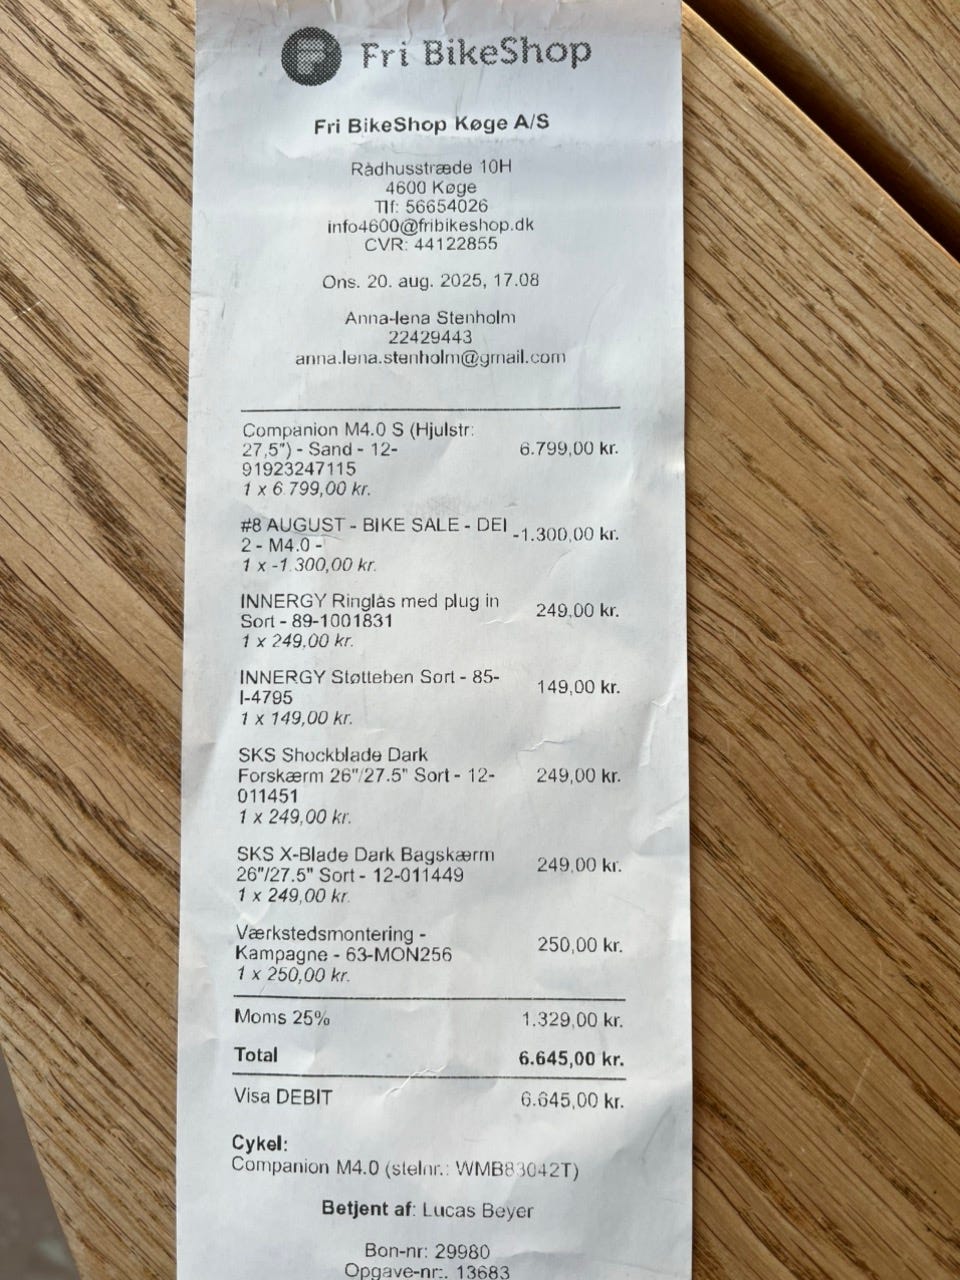 Fri BikeShop
Fri BikeShop Køge A/S
Rådhusstræde 10H
4600 Køge
Tlf: 56654026
info4600@fribikeshop.dk
CVR: 44122855
Ons. 20. aug. 2025, 17.08
Anna-lena Stenholm
22429443
anna.lena.stenholm@gmail.com
Companion M4.0 S (Hjulstr:
27,5") - Sand - 12- 6.799,00 kr.
91923247115
1 x 6.799,00 kr.
#8 AUGUST - BIKE SALE - DEL -1.300,00 kr.
2 - M4.0 -
1 x -1.300,00 kr.
INNERGY Ringlås med plug in 249,00 kr.
Sort - 89-1001831
1 x 249,00 kr.
INNERGY Støtteben Sort - 85- 149,00 kr.
I-4795
1 x 149,00 kr.
SKS Shockblade Dark
Forskærm 26"/27.5" Sort - 12- 249,00 kr.
011451
1 x 249,00 kr.
SKS X-Blade Dark Bagskærm 249,00 kr.
26"/27.5" Sort - 12-011449
1 x 249,00 kr.
Værkstedsmontering - 250,00 kr.
Kampagne - 63-MON256
1 x 250,00 kr.
Moms 25% 1.329,00 kr.
Total 6.645,00 kr.
Visa DEBIT 6.645,00 kr.
Cykel:
Companion M4.0 (stelnr.: WMB83042T)
Betjent af: Lucas Beyer
Bon-nr: 29980
Opgave-nr:. 13683